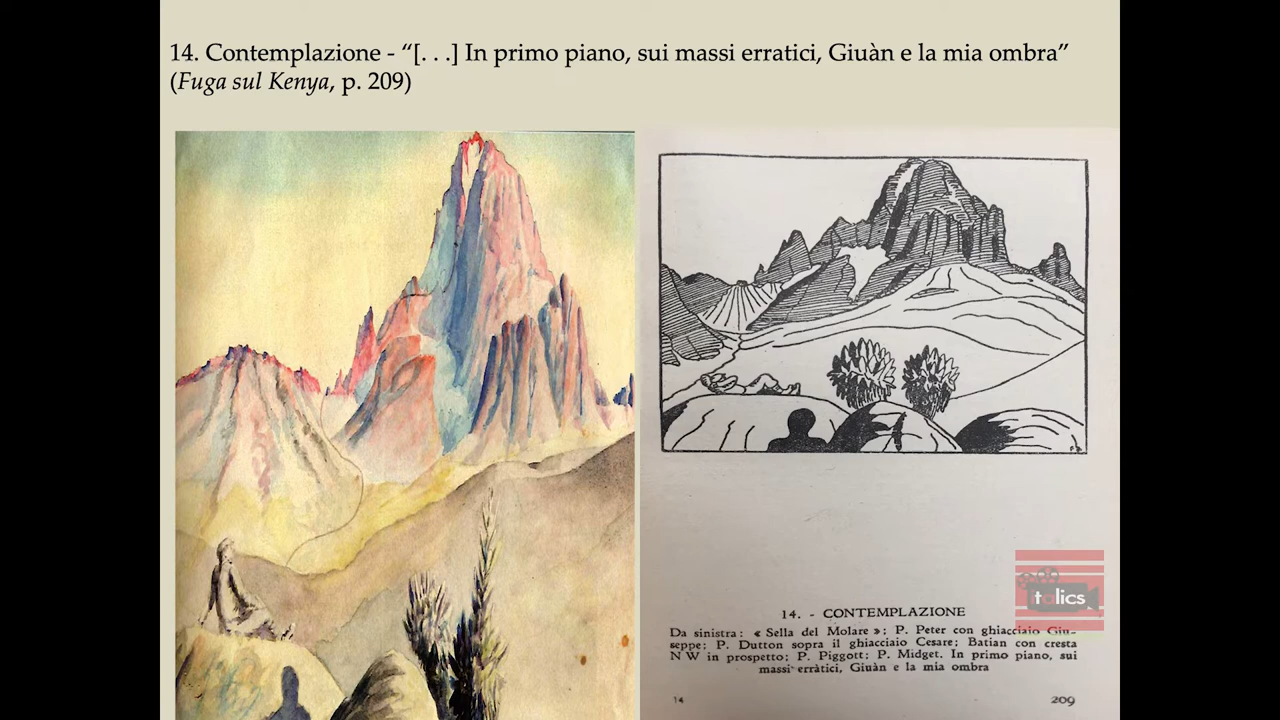 14. Contemplazione - “[. . .] In primo piano, sui massi erratici, Giuàn e la mia ombra”
(Fuga sul Kenya, p. 209)
14. - CONTEMPLAZIONE
Da sinistra: « Sella del Molare »; P. Peter con ghiacciaio Giu-
seppe; P. Dutton sopra il ghiacciaio Cesare; Batian con cresta
N W in prospetto; P. Piggott; P. Midget. In primo piano, sui
massi erràtici, Giuàn e la mia ombra
14
209
italics